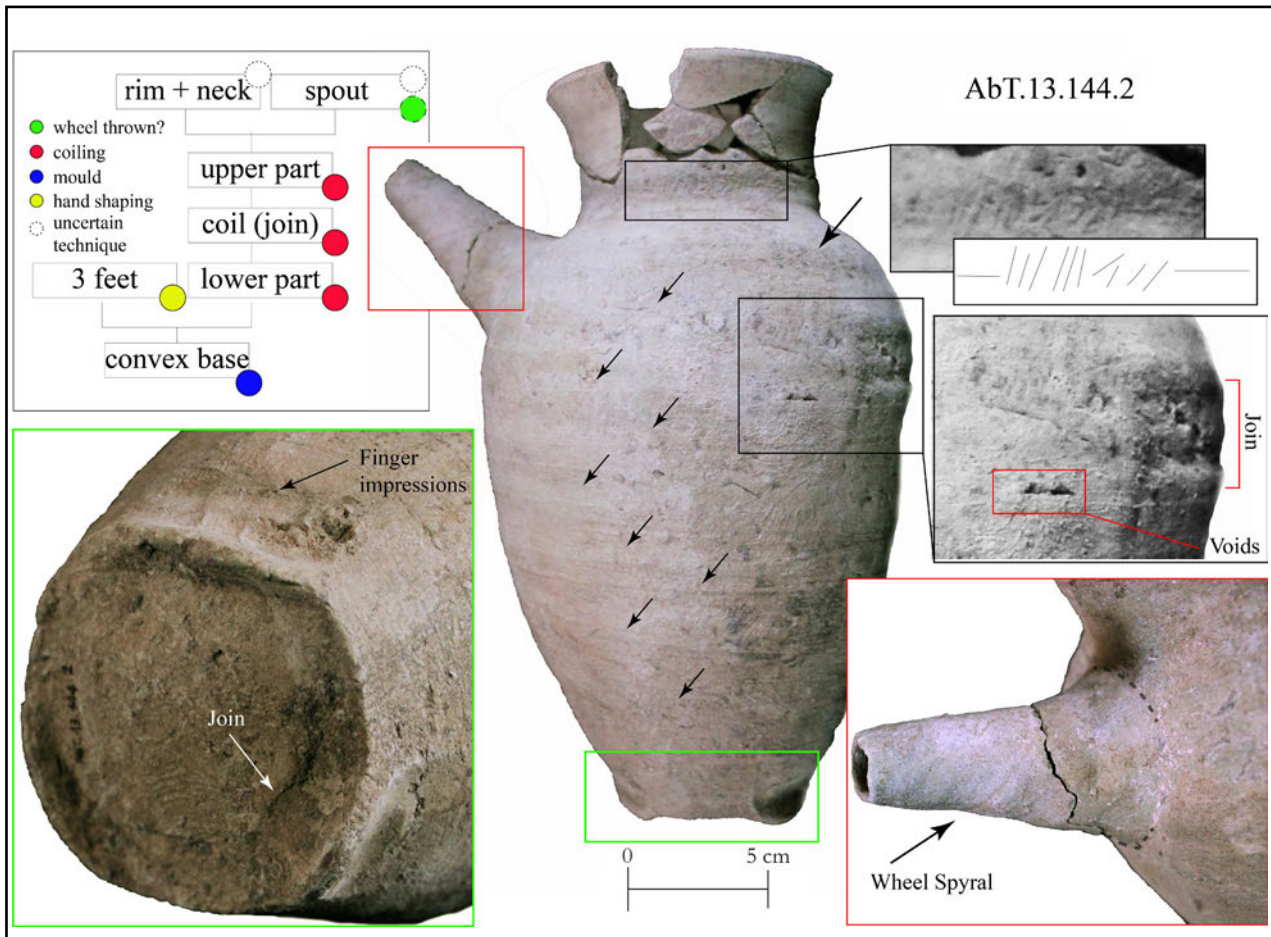 AbT.13.144.2
rim + neck
spout
wheel thrown?
coiling
mould
hand shaping
uncertain
technique
upper part
coil (join)
lower part
3 feet
convex base
Finger
impressions
Join
Join
Voids
0
5 cm
Wheel Spyral